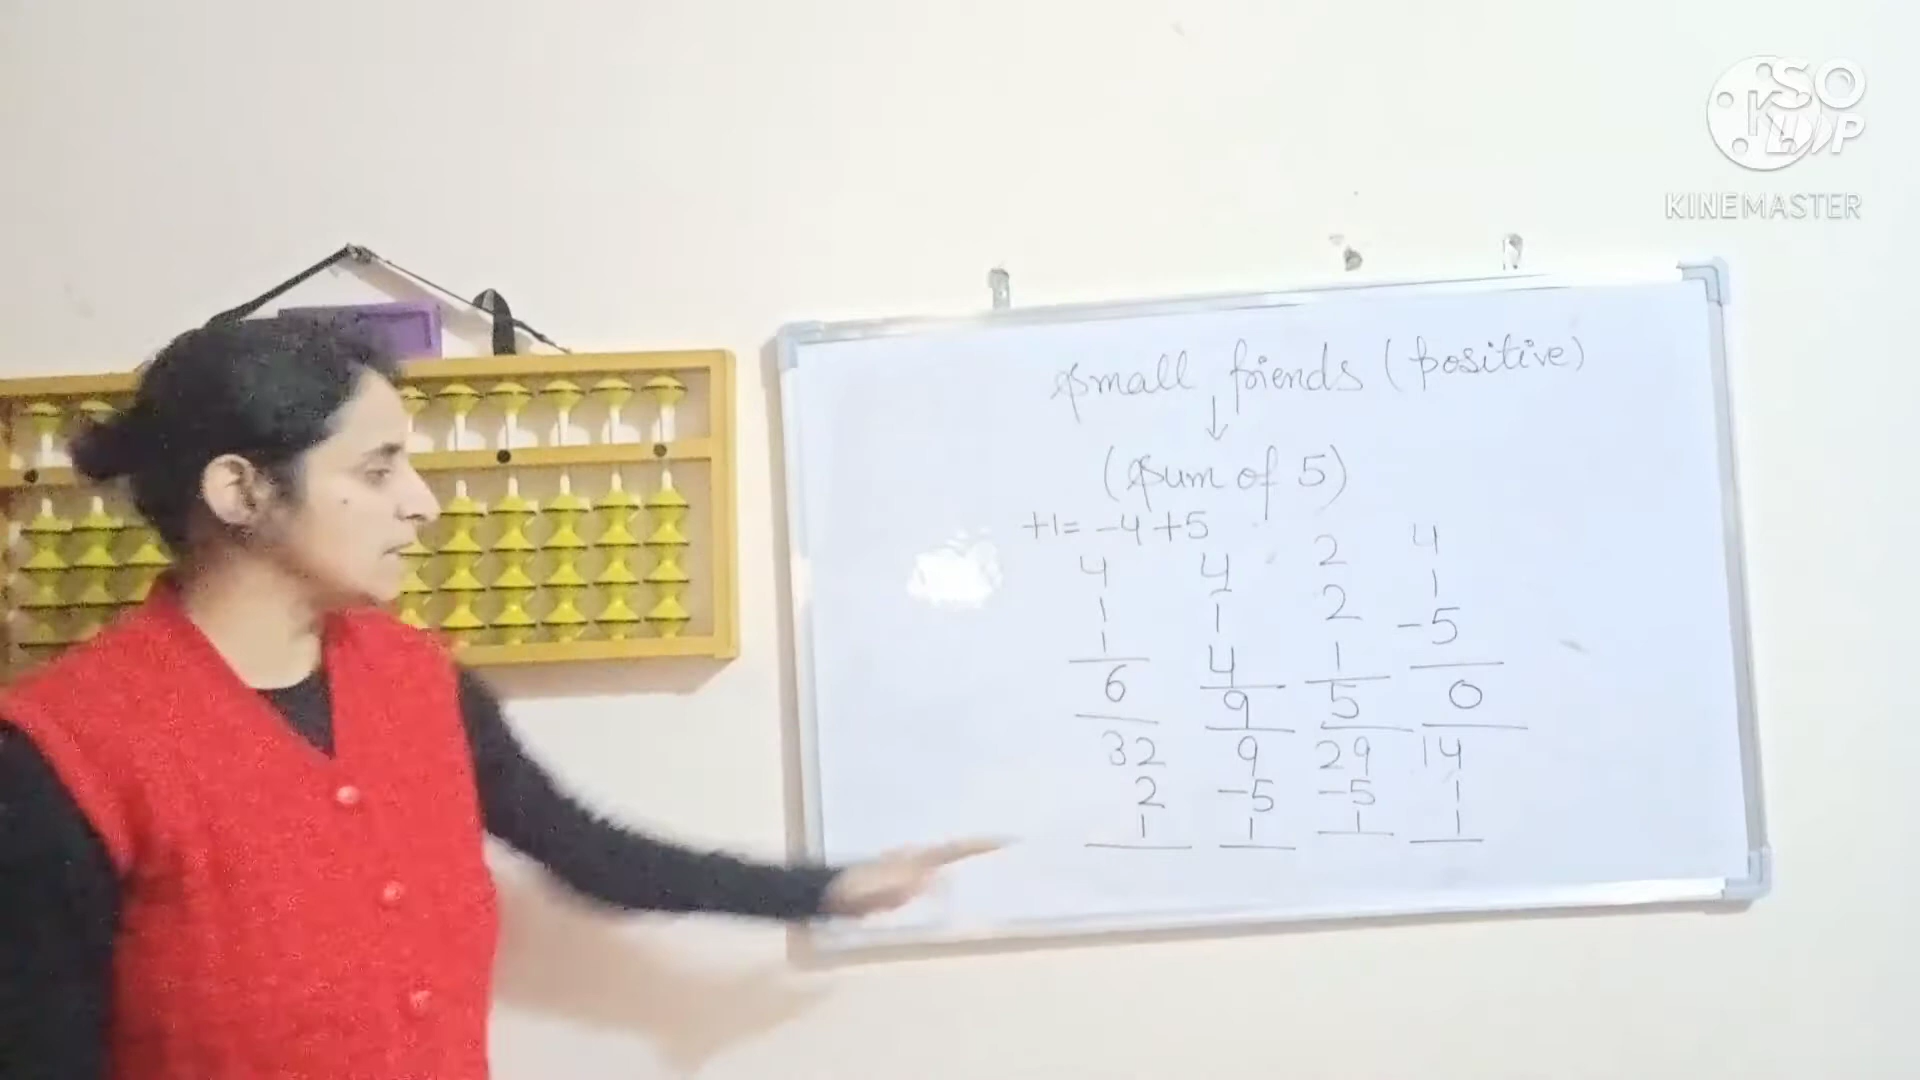 SO
K
KINEMASTER
small friends (positive)
↓
(sum of 5)
+1= -4 +5
4 4 2 4
1 1 2 1
1 4 1 -5
6 9 5 0
32 9 29 14
2 -5 -5 1
1 1 1 1